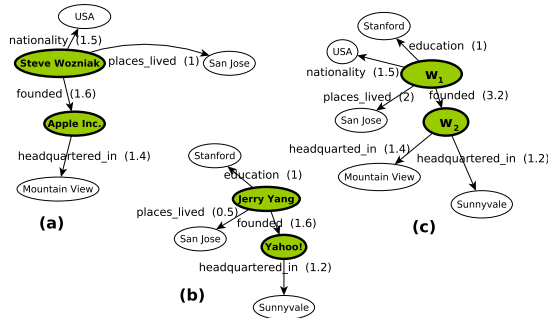 USA
nationality (1.5)
Steve Wozniak
places_lived (1)
San Jose
founded (1.6)
Apple Inc.
headquartered_in (1.4)
Mountain View
(a)
Stanford
education (1)
Jerry Yang
places_lived (0.5)
San Jose
founded (1.6)
Yahoo!
headquartered_in (1.2)
Sunnyvale
(b)
Stanford
education (1)
USA
nationality (1.5)
w1
places_lived (2)
founded (3.2)
San Jose
w2
headquarted_in (1.4)
headquartered_in (1.2)
Mountain View
Sunnyvale
(c)